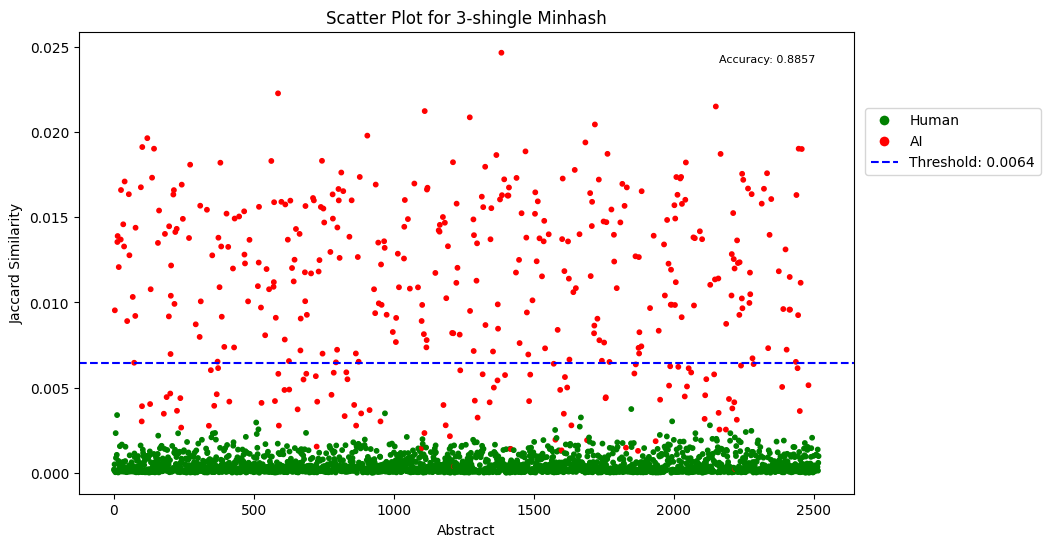 Scatter Plot for 3-shingle Minhash
Accuracy: 0.8857
Human
AI
Threshold: 0.0064
Jaccard Similarity
0.025
0.020
0.015
0.010
0.005
0.000
0
500
1000
1500
2000
2500
Abstract